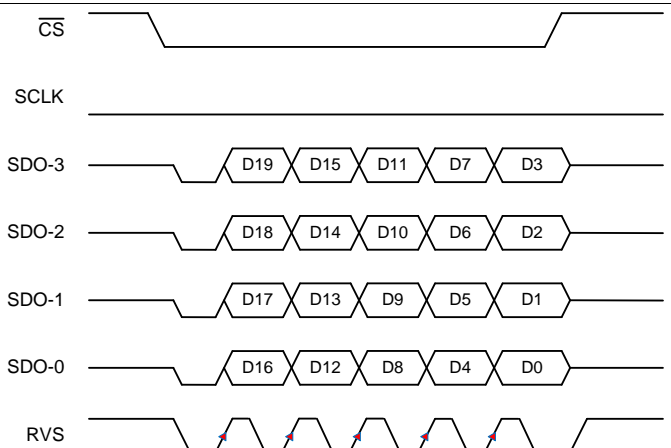 CS
SCLK
SDO-3 D19 D15 D11 D7 D3
SDO-2 D18 D14 D10 D6 D2
SDO-1 D17 D13 D9 D5 D1
SDO-0 D16 D12 D8 D4 D0
RVS